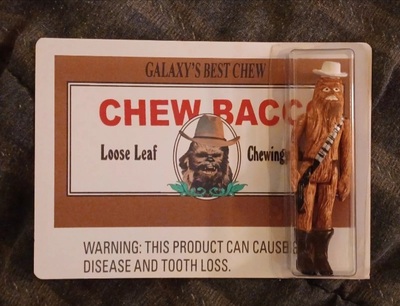 GALAXY'S BEST CHEW
CHEW BACC
Loose Leaf Chewing
WARNING: THIS PRODUCT CAN CAUSE
DISEASE AND TOOTH LOSS.